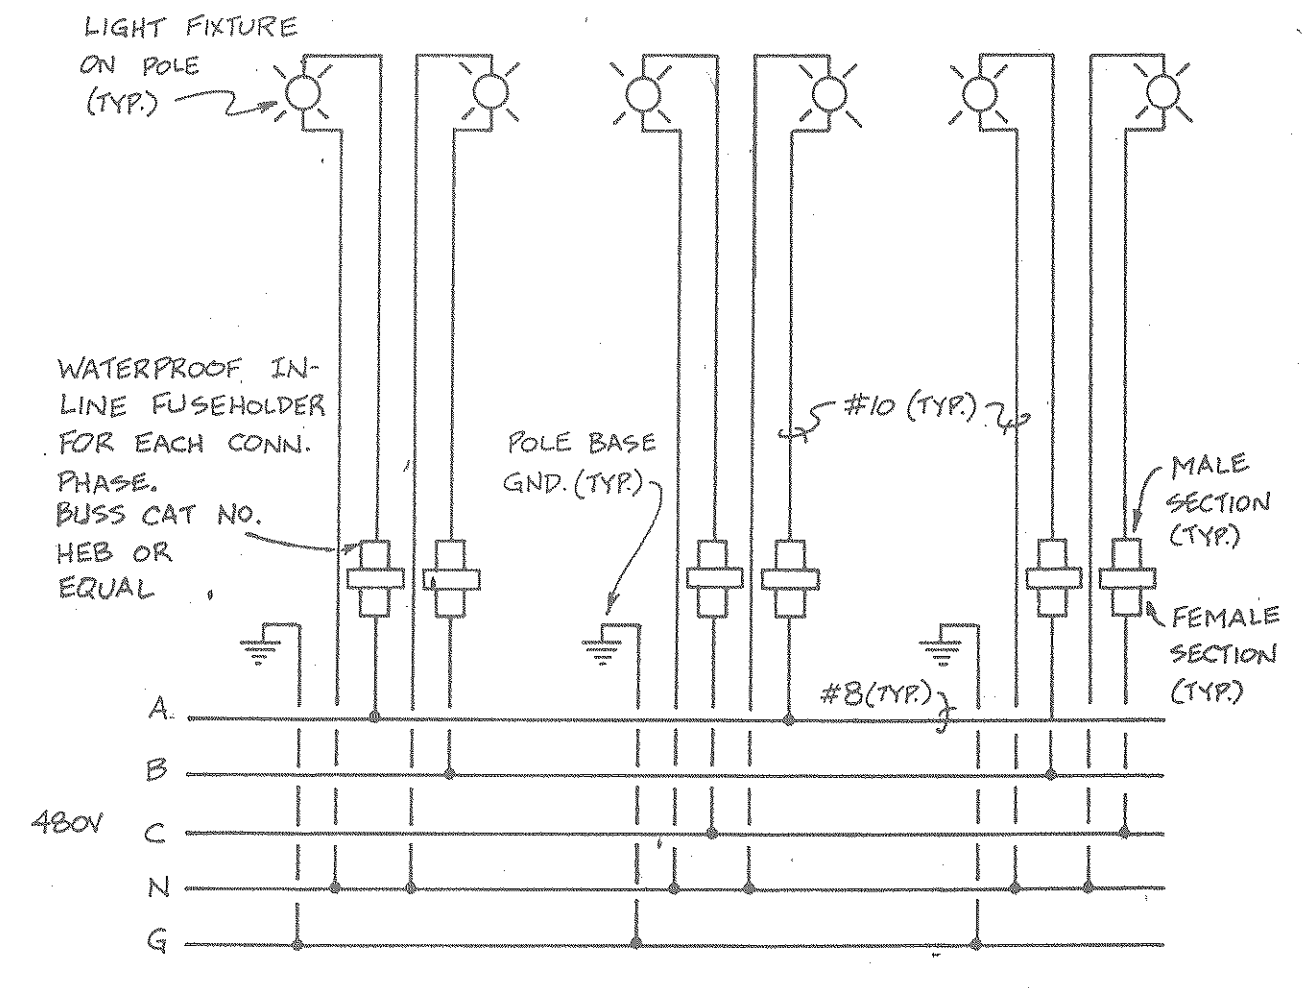 LIGHT FIXTURE
ON POLE
(TYP.)
WATERPROOF IN-
LINE FUSEHOLDER
FOR EACH CONN.
PHASE.
BUSS CAT NO.
HEB OR
EQUAL
POLE BASE
GND. (TYP.)
#10 (TYP.)
MALE
SECTION
(TYP.)
FEMALE
SECTION
(TYP.)
#8 (TYP.)
A
B
480V C
N
G